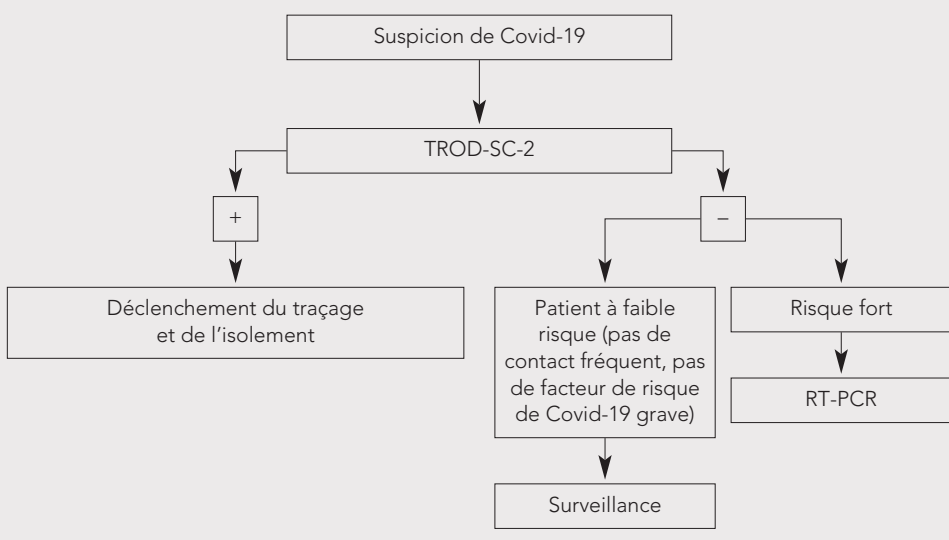 Suspicion de Covid-19
TROD-SC-2
+
–
Déclenchement du traçage
et de l'isolement
Patient à faible
risque (pas de
contact fréquent, pas
de facteur de risque
de Covid-19 grave)
Risque fort
RT-PCR
Surveillance